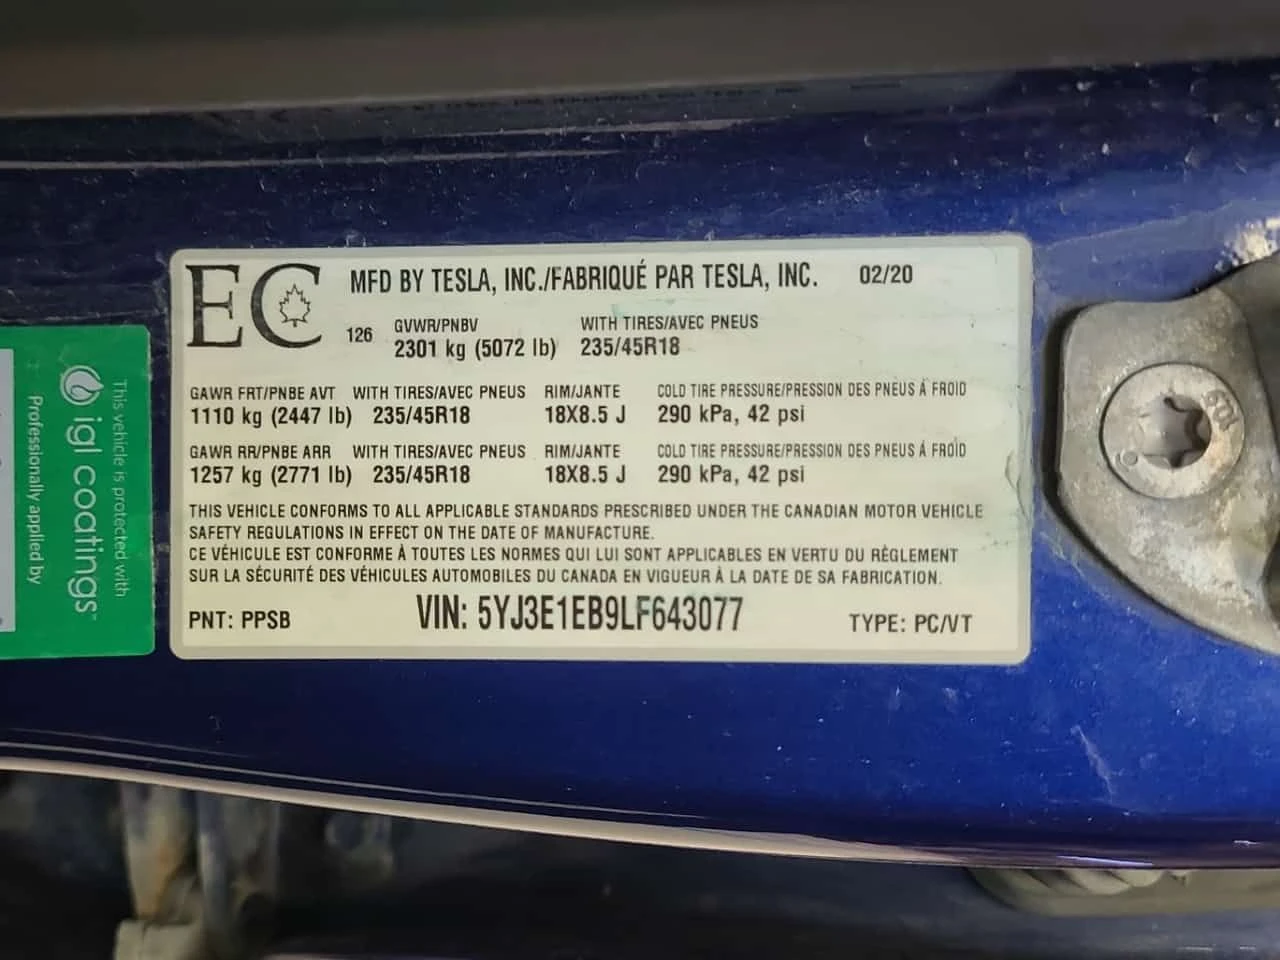 EC MFD BY TESLA, INC./FABRIQUÉ PAR TESLA, INC. 02/20
126 GVWR/PNBV WITH TIRES/AVEC PNEUS
2301 kg (5072 lb) 235/45R18
GAWR FRT/PNBE AVT WITH TIRES/AVEC PNEUS RIM/JANTE COLD TIRE PRESSURE/PRESSION DES PNEUS À FROID
1110 kg (2447 lb) 235/45R18 18X8.5 J 290 kPa, 42 psi
GAWR RR/PNBE ARR WITH TIRES/AVEC PNEUS RIM/JANTE COLD TIRE PRESSURE/PRESSION DES PNEUS À FROID
1257 kg (2771 lb) 235/45R18 18X8.5 J 290 kPa, 42 psi
THIS VEHICLE CONFORMS TO ALL APPLICABLE STANDARDS PRESCRIBED UNDER THE CANADIAN MOTOR VEHICLE
SAFETY REGULATIONS IN EFFECT ON THE DATE OF MANUFACTURE.
CE VÉHICULE EST CONFORME À TOUTES LES NORMES QUI LUI SONT APPLICABLES EN VERTU DU RÈGLEMENT
SUR LA SÉCURITÉ DES VÉHICULES AUTOMOBILES DU CANADA EN VIGUEUR À LA DATE DE SA FABRICATION.
PNT: PPSB VIN: 5YJ3E1EB9LF643077 TYPE: PC/VT
This vehicle is protected with
igl coatings
Professionally applied by